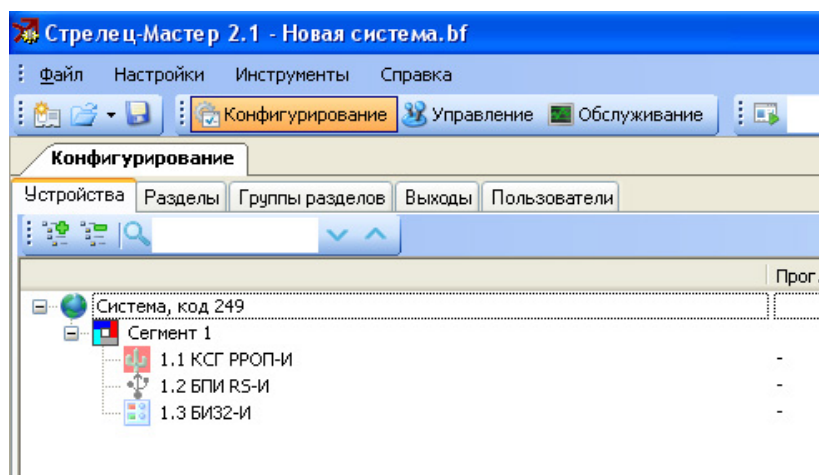 Стрелец-Мастер 2.1 - Новая система.bf
Файл Настройки Инструменты Справка
Конфигурирование Управление Обслуживание
Конфигурирование
Устройства Разделы Группы разделов Выходы Пользователи
Прог.
Система, код 249
Сегмент 1
1.1 КСГ РРОП-И -
1.2 БПИ RS-И -
1.3 БИ32-И -